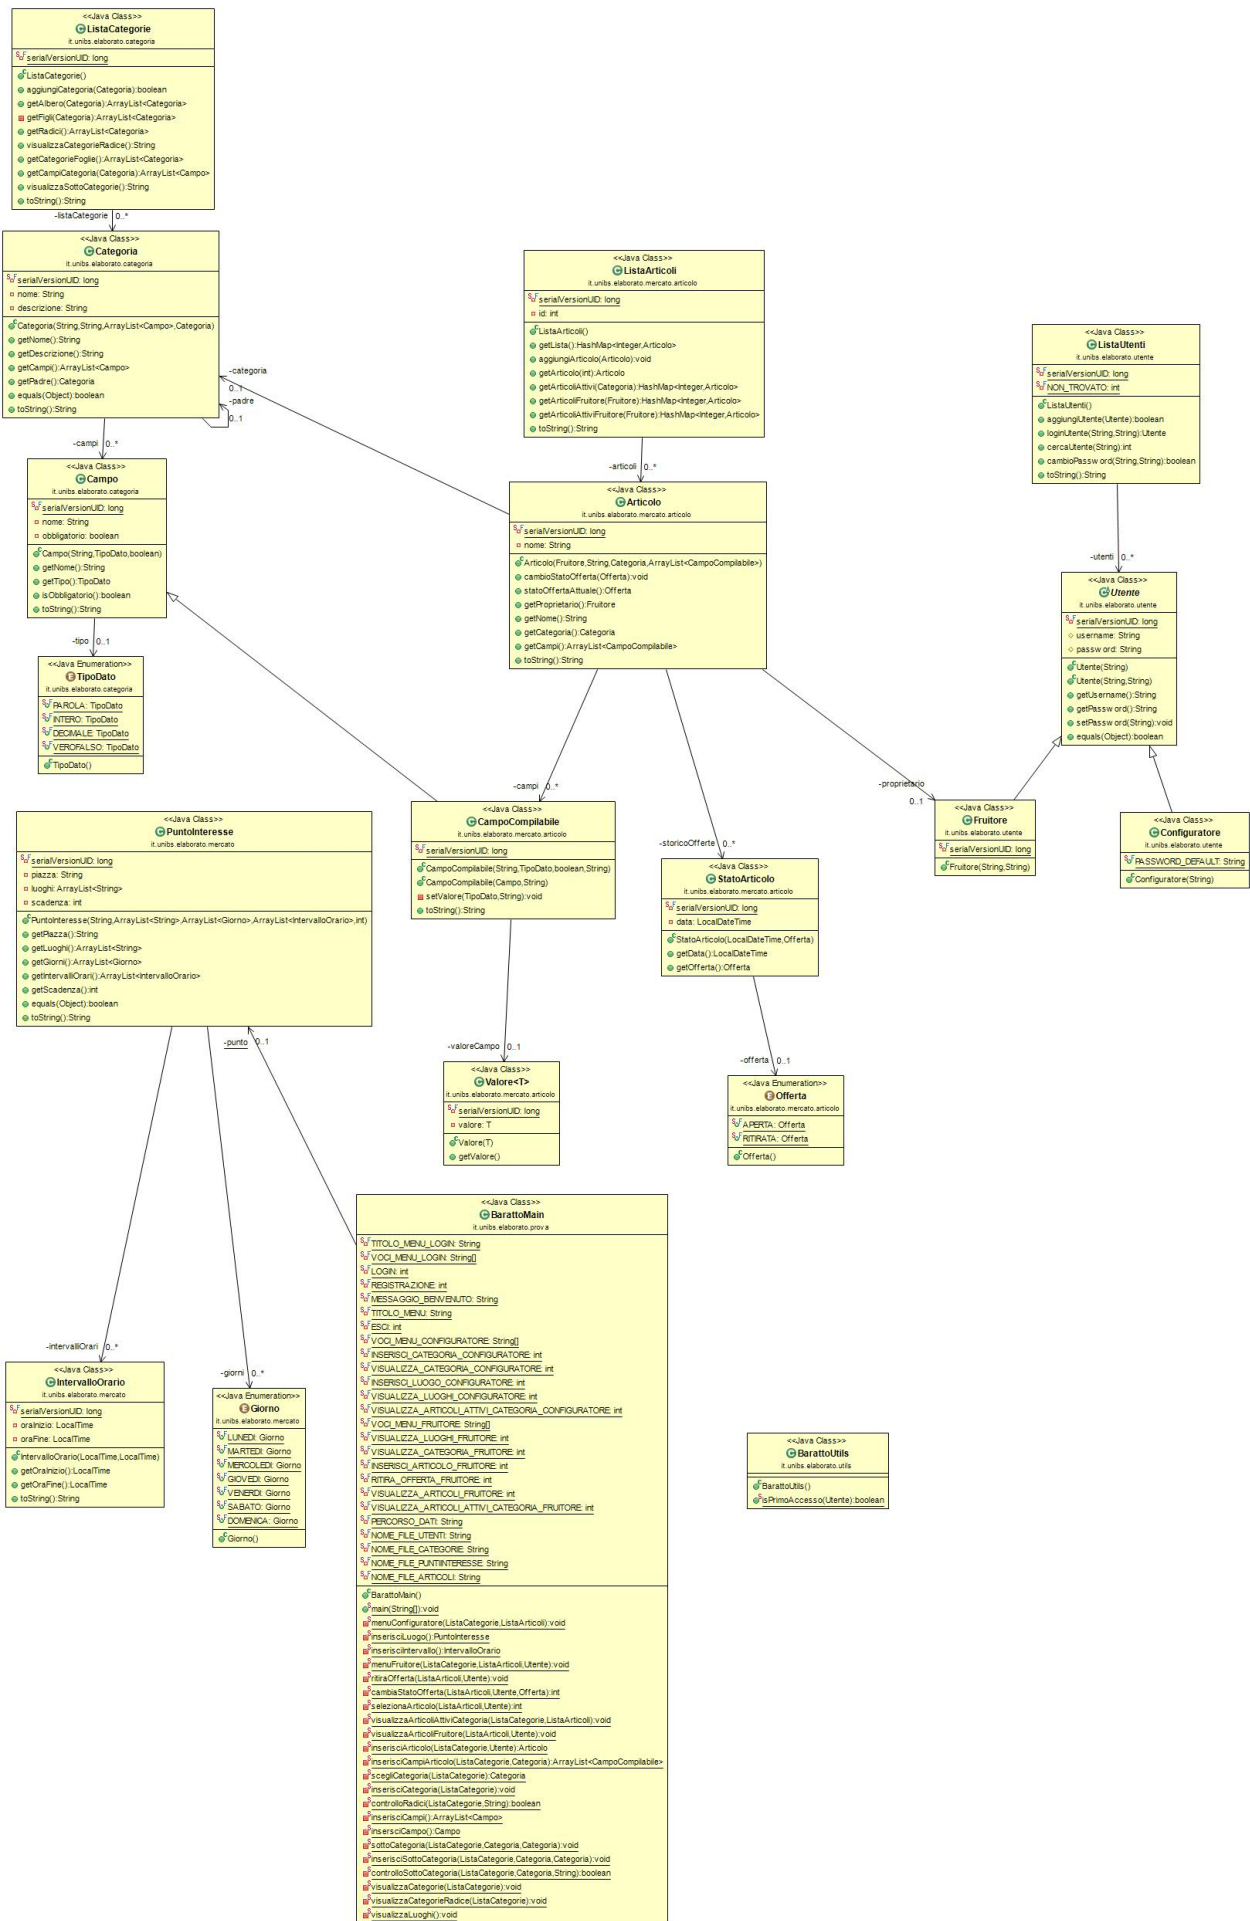 <<Java Class>>
ListaCategorie
it.unibs.elaborato.categoria
serialVersionUID: long
ListaCategorie()
aggiungiCategoria(Categoria):boolean
getAlbero(Categoria):ArrayList<Categoria>
getFigli(Categoria):ArrayList<Categoria>
getRadici():ArrayList<Categoria>
visualizzaCategorieRadice():String
getCategorieFoglie():ArrayList<Categoria>
getCampiCategoria(Categoria):ArrayList<Campo>
visualizzaSottoCategorie():String
toString():String
-listaCategorie 0..*
<<Java Class>>
Categoria
it.unibs.elaborato.categoria
serialVersionUID: long
nome: String
descrizione: String
Categoria(String,String,ArrayList<Campo>,Categoria)
getNome():String
getDescrizione():String
getCampi():ArrayList<Campo>
getPadre():Categoria
equals(Object):boolean
toString():String
-categoria
0..1
-padre
0..1
-campi 0..*
<<Java Class>>
Campo
it.unibs.elaborato.categoria
serialVersionUID: long
nome: String
obbligatorio: boolean
Campo(String,TipoDato,boolean)
getNome():String
getTipo():TipoDato
isObbligatorio():boolean
toString():String
-tipo 0..1
<<Java Enumeration>>
TipoDato
it.unibs.elaborato.categoria
PAROLA: TipoDato
INTERO: TipoDato
DECIMALE: TipoDato
VEROFALSO: TipoDato
TipoDato()
<<Java Class>>
ListaArticoli
it.unibs.elaborato.mercato.articolo
serialVersionUID: long
id: int
ListaArticoli()
getLista():HashMap<Integer,Articolo>
aggiungiArticolo(Articolo):void
getArticolo(int):Articolo
getArticoliAttivi(Categoria):HashMap<Integer,Articolo>
getArticoliFruitore(Fruitore):HashMap<Integer,Articolo>
getArticoliAttiviFruitore(Fruitore):HashMap<Integer,Articolo>
toString():String
-articoli 0..*
<<Java Class>>
Articolo
it.unibs.elaborato.mercato.articolo
serialVersionUID: long
nome: String
Articolo(Fruitore,String,Categoria,ArrayList<CampoCompilabile>)
cambioStatoOfferta(Offerta):void
statoOffertaAttuale():Offerta
getProprietario():Fruitore
getNome():String
getCategoria():Categoria
getCampi():ArrayList<CampoCompilabile>
toString():String
<<Java Class>>
ListaUtenti
it.unibs.elaborato.utente
serialVersionUID: long
NON_TROVATO: int
ListaUtenti()
aggiungiUtente(Utente):boolean
loginUtente(String,String):Utente
cercaUtente(String):int
cambioPassword(String,String):boolean
toString():String
-utenti 0..*
<<Java Class>>
Utente
it.unibs.elaborato.utente
serialVersionUID: long
username: String
password: String
Utente(String)
Utente(String,String)
getUsername():String
getPassword():String
setPassword(String):void
equals(Object):boolean
-proprietario
0..1
<<Java Class>>
Fruitore
it.unibs.elaborato.utente
serialVersionUID: long
Fruitore(String,String)
<<Java Class>>
Configuratore
it.unibs.elaborato.utente
PASSWORD_DEFAULT: String
Configuratore(String)
-campi 0..*
<<Java Class>>
CampoCompilabile
it.unibs.elaborato.mercato.articolo
serialVersionUID: long
CampoCompilabile(String,TipoDato,boolean,String)
CampoCompilabile(Campo,String)
setValore(TipoDato,String):void
toString():String
-storicoOfferte 0..*
<<Java Class>>
StatoArticolo
it.unibs.elaborato.mercato.articolo
serialVersionUID: long
data: LocalDateTime
StatoArticolo(LocalDateTime,Offerta)
getData():LocalDateTime
getOfferta():Offerta
<<Java Class>>
PuntoInteresse
it.unibs.elaborato.mercato
serialVersionUID: long
piazza: String
luoghi: ArrayList<String>
scadenza: int
PuntoInteresse(String,ArrayList<String>,ArrayList<Giorno>,ArrayList<IntervalloOrario>,int)
getPiazza():String
getLuoghi():ArrayList<String>
getGiorni():ArrayList<Giorno>
getIntervalliOrari():ArrayList<IntervalloOrario>
getScadenza():int
equals(Object):boolean
toString():String
-punto 0..1
-valoreCampo 0..1
<<Java Class>>
Valore<T>
it.unibs.elaborato.mercato.articolo
serialVersionUID: long
valore: T
Valore(T)
getValore()
-offerta 0..1
<<Java Enumeration>>
Offerta
it.unibs.elaborato.mercato.articolo
APERTA: Offerta
RITIRATA: Offerta
Offerta()
-intervalliOrari 0..*
<<Java Class>>
IntervalloOrario
it.unibs.elaborato.mercato
serialVersionUID: long
oraInizio: LocalTime
oraFine: LocalTime
IntervalloOrario(LocalTime,LocalTime)
getOraInizio():LocalTime
getOraFine():LocalTime
toString():String
-giorni 0..*
<<Java Enumeration>>
Giorno
it.unibs.elaborato.mercato
LUNEDI: Giorno
MARTEDI: Giorno
MERCOLEDI: Giorno
GIOVEDI: Giorno
VENERDI: Giorno
SABATO: Giorno
DOMENICA: Giorno
Giorno()
<<Java Class>>
BarattoMain
it.unibs.elaborato.prova
TITOLO_MENU_LOGIN: String
VOCI_MENU_LOGIN: String[]
LOGIN: int
REGISTRAZIONE: int
MESSAGGIO_BENVENUTO: String
TITOLO_MENU: String
ESCI: int
VOCI_MENU_CONFIGURATORE: String[]
INSERISCI_CATEGORIA_CONFIGURATORE: int
VISUALIZZA_CATEGORIA_CONFIGURATORE: int
INSERISCI_LUOGO_CONFIGURATORE: int
VISUALIZZA_LUOGHI_CONFIGURATORE: int
VISUALIZZA_ARTICOLI_ATTIVI_CATEGORIA_CONFIGURATORE: int
VOCI_MENU_FRUITORE: String[]
VISUALIZZA_LUOGHI_FRUITORE: int
VISUALIZZA_CATEGORIA_FRUITORE: int
INSERISCI_ARTICOLO_FRUITORE: int
RITIRA_OFFERTA_FRUITORE: int
VISUALIZZA_ARTICOLI_FRUITORE: int
VISUALIZZA_ARTICOLI_ATTIVI_CATEGORIA_FRUITORE: int
PERCORSO_DATI: String
NOME_FILE_UTENTI: String
NOME_FILE_CATEGORIE: String
NOME_FILE_PUNTIINTERESSE: String
NOME_FILE_ARTICOLI: String
BarattoMain()
main(String[]):void
menuConfiguratore(ListaCategorie,ListaArticoli):void
inserisciLuogo():PuntoInteresse
inserisciIntervallo():IntervalloOrario
menuFruitore(ListaCategorie,ListaArticoli,Utente):void
ritiraOfferta(ListaArticoli,Utente):void
cambiaStatoOfferta(ListaArticoli,Utente,Offerta):int
selezionaArticolo(ListaArticoli,Utente):int
visualizzaArticoliAttiviCategoria(ListaCategorie,ListaArticoli):void
visualizzaArticoliFruitore(ListaArticoli,Utente):void
inserisciArticolo(ListaCategorie,Utente):Articolo
inserisciCampiArticolo(ListaCategorie,Categoria):ArrayList<CampoCompilabile>
scegliCategoria(ListaCategorie):Categoria
inserisciCategoria(ListaCategorie):void
controlloRadici(ListaCategorie,String):boolean
inserisciCampi():ArrayList<Campo>
insersciCampo():Campo
sottoCategoria(ListaCategorie,Categoria,Categoria):void
inserisciSottoCategoria(ListaCategorie,Categoria,Categoria):void
controlloSottoCategoria(ListaCategorie,Categoria,String):boolean
visualizzaCategorie(ListaCategorie):void
visualizzaCategorieRadice(ListaCategorie):void
visualizzaLuoghi():void
<<Java Class>>
BarattoUtils
it.unibs.elaborato.utils
BarattoUtils()
isPrimoAccesso(Utente):boolean